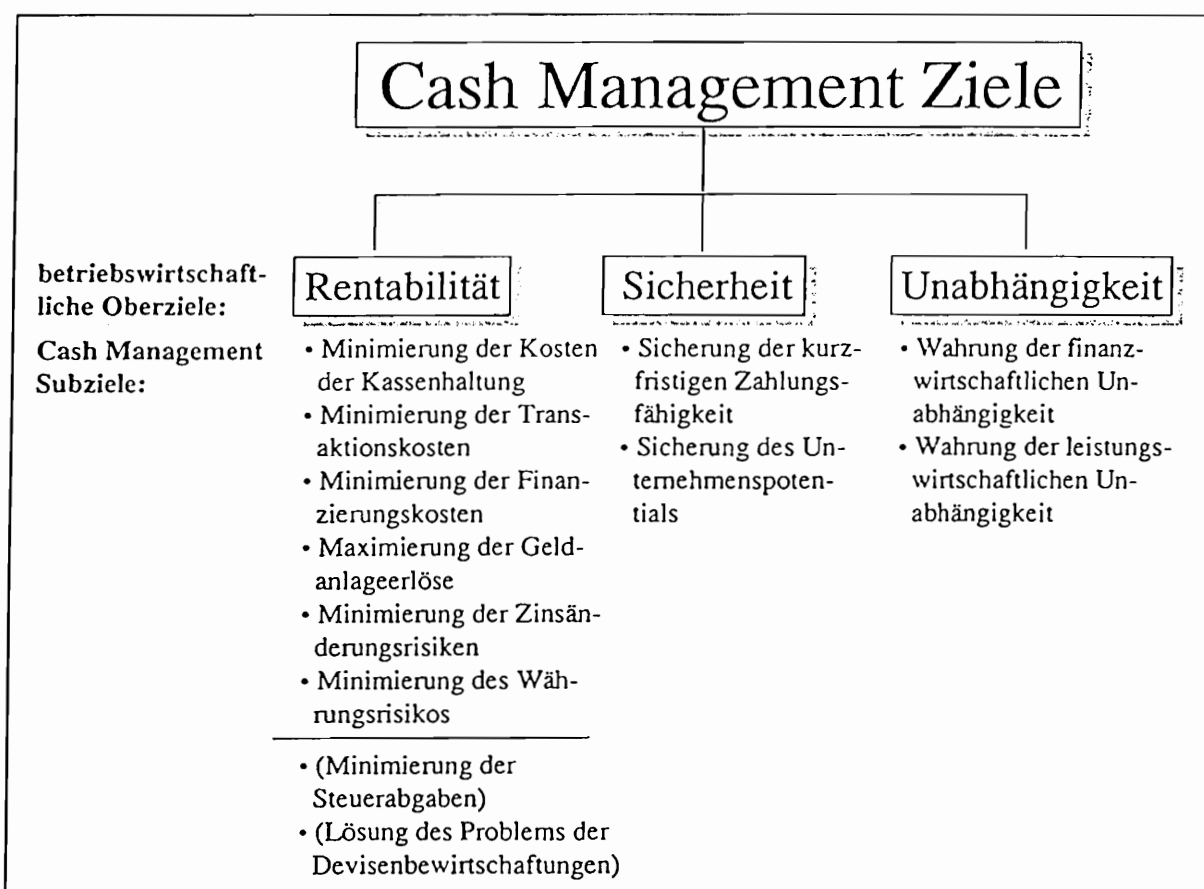 Cash Management Ziele
betriebswirtschaft-
liche Oberziele:
Rentabilität
Sicherheit
Unabhängigkeit
Cash Management
Subziele:
• Minimierung der Kosten
der Kassenhaltung
• Minimierung der Trans-
aktionskosten
• Minimierung der Finan-
zierungskosten
• Maximierung der Geld-
anlageerlöse
• Minimierung der Zinsän-
derungsrisiken
• Minimierung des Wäh-
rungsrisikos
• (Minimierung der
Steuerabgaben)
• (Lösung des Problems der
Devisenbewirtschaftungen)
• Sicherung der kurz-
fristigen Zahlungs-
fähigkeit
• Sicherung des Un-
ternehmenspoten-
tials
• Wahrung der finanz-
wirtschaftlichen Un-
abhängigkeit
• Wahrung der leistungs-
wirtschaftlichen Un-
abhängigkeit